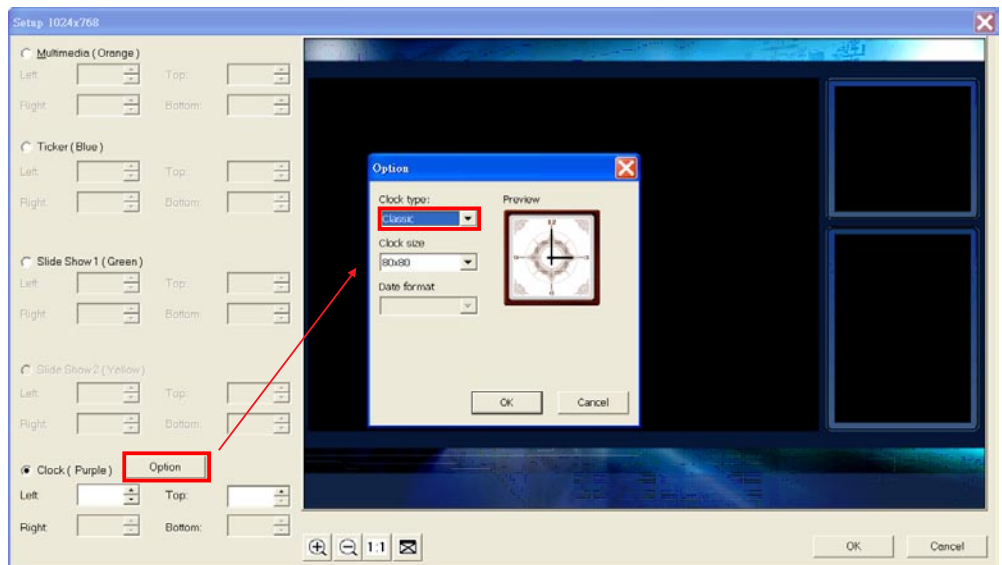 Setup 1024x768
Multimedia ( Orange )
Left: Top:
Right: Bottom:
Ticker ( Blue )
Left: Top:
Right: Bottom:
Slide Show 1 ( Green )
Left: Top:
Right: Bottom:
Slide Show 2 ( Yellow )
Left: Top:
Right: Bottom:
Clock ( Purple ) Option
Left: Top:
Right: Bottom:
Option
Clock type: Preview
Classic
Clock size
80x80
Date format
12
OK Cancel
1:1
OK Cancel